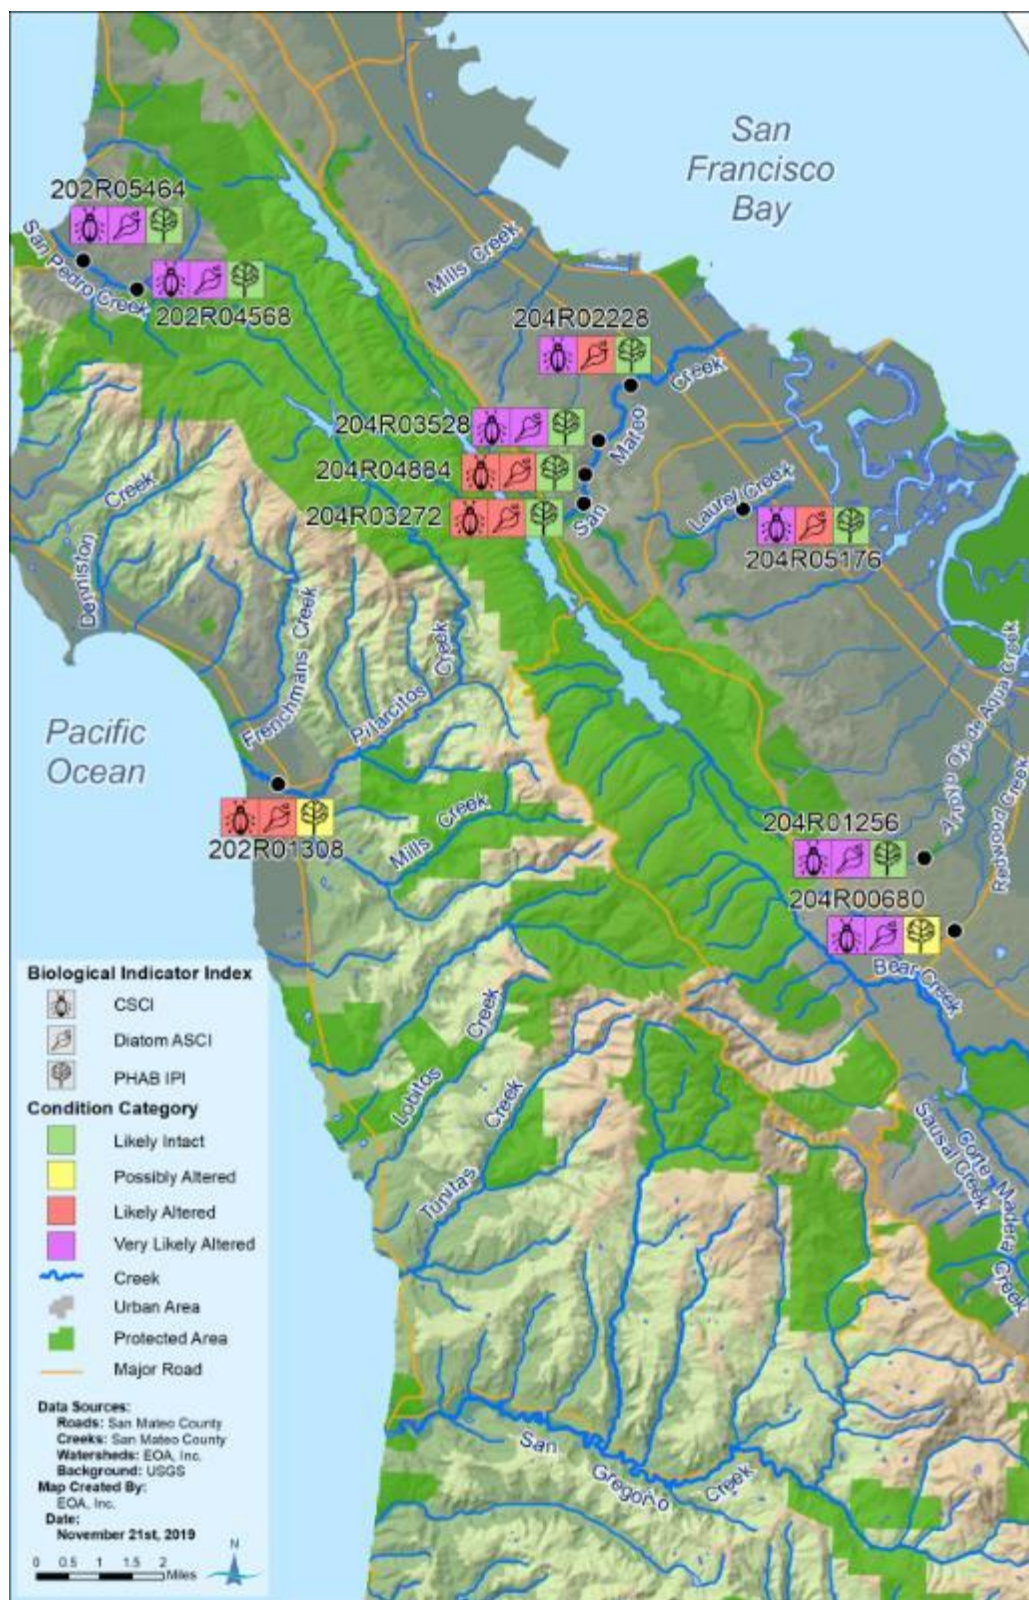 San
Francisco
Bay
202R05464
San Pedro Creek
202R04568
Mills Creek
204R02228
Creek
Mateo
San
204R03528
204R04884
204R03272
Laurel Creek
204R05176
Creek
Denniston
Frenchmans Creek
Pilarcitos
Creek
Pacific
Ocean
202R01308
Mills
Creek
Arroyo Ojo de Aqua Creek
Redwood Creek
204R01256
204R00680
Bear Creek
Lobitos
Creek
Tunitas
Creek
Sausal Creek
Corte Madera Creek
San
Gregorio
Creek
Biological Indicator Index
CSCI
Diatom ASCI
PHAB IPI
Condition Category
Likely Intact
Possibly Altered
Likely Altered
Very Likely Altered
Creek
Urban Area
Protected Area
Major Road
Data Sources:
Roads: San Mateo County
Creeks: San Mateo County
Watersheds: EOA, Inc.
Background: USGS
Map Created By:
EOA, Inc.
Date:
November 21st, 2019
N
0 0.5 1 1.5 2
Miles